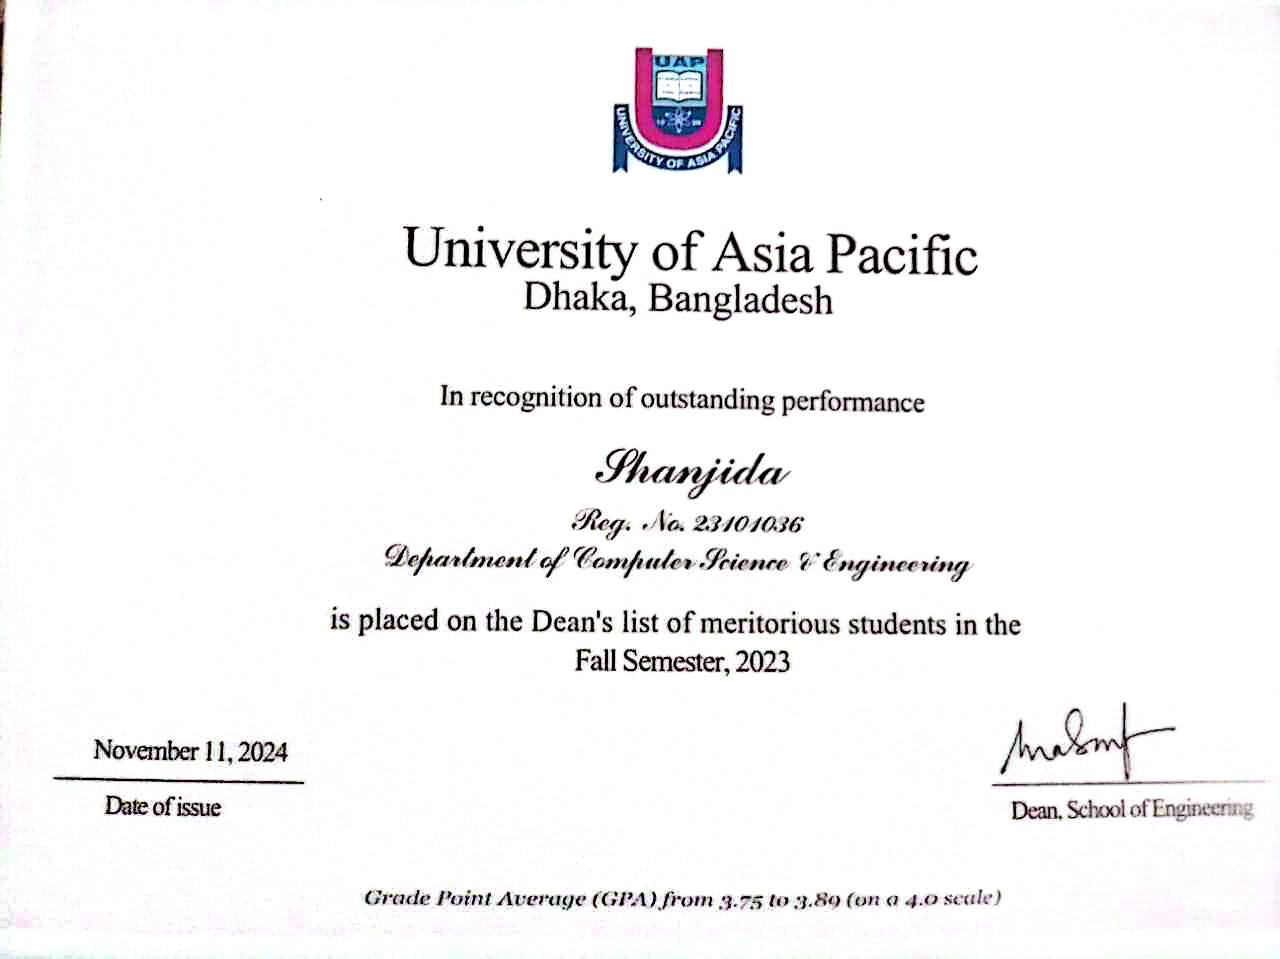 UAP
UNIVERSITY OF ASIA PACIFIC
University of Asia Pacific
Dhaka, Bangladesh
In recognition of outstanding performance
Shanjida
Reg. No. 23101036
Department of Computer Science & Engineering
is placed on the Dean's list of meritorious students in the
Fall Semester, 2023
November 11, 2024
Date of issue
Dean, School of Engineering
Grade Point Average (GPA) from 3.75 to 3.89 (on a 4.0 scale)